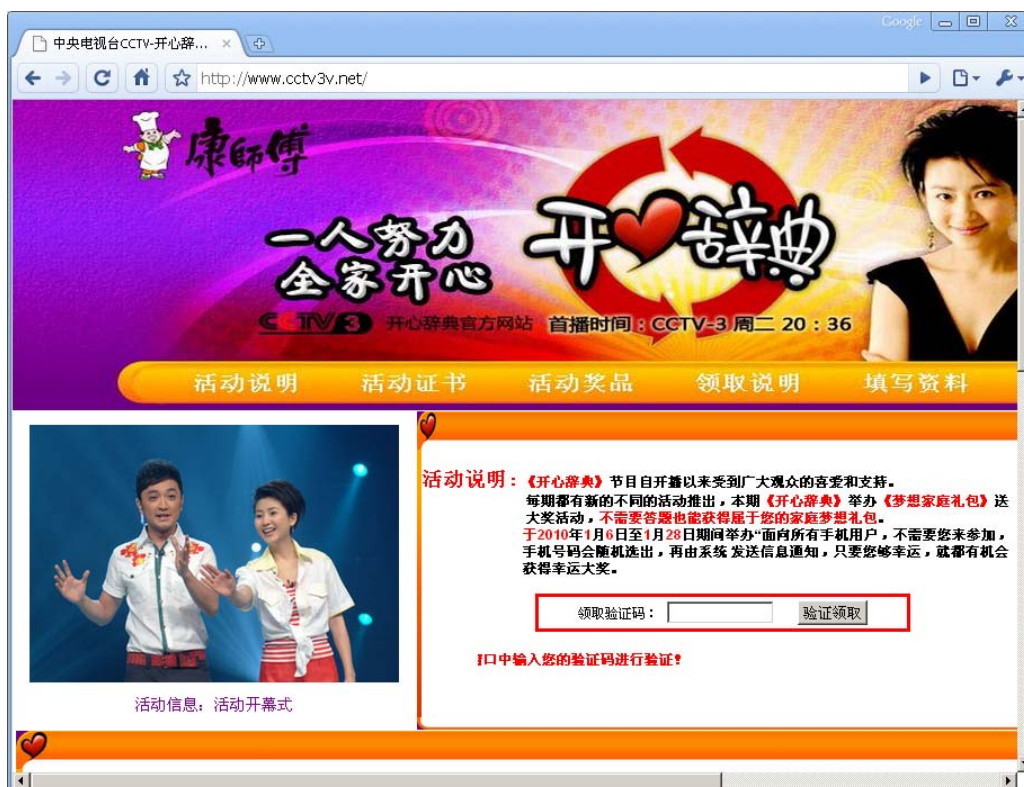 Google
中央电视台CCTV-开心辞...
http://www.cctv3v.net/
康師傅
一人努力
全家开心
开心辞典
CCTV 3 开心辞典官方网站 首播时间：CCTV-3 周二 20：36
活动说明 活动证书 活动奖品 领取说明 填写资料
活动说明：《开心辞典》节目自开播以来受到广大观众的喜爱和支持。
每期都有新的不同的活动推出，本期《开心辞典》举办《梦想家庭礼包》送
大奖活动，不需要答题也能获得属于您的家庭梦想礼包。
于2010年1月6日至1月28日期间举办“面向所有手机用户，不需要您来参加，
手机号码会随机选出，再由系统 发送信息通知，只要您够幸运，就都有机会
获得幸运大奖。
领取验证码： 验证领取
口中输入您的验证码进行验证！
活动信息：活动开幕式